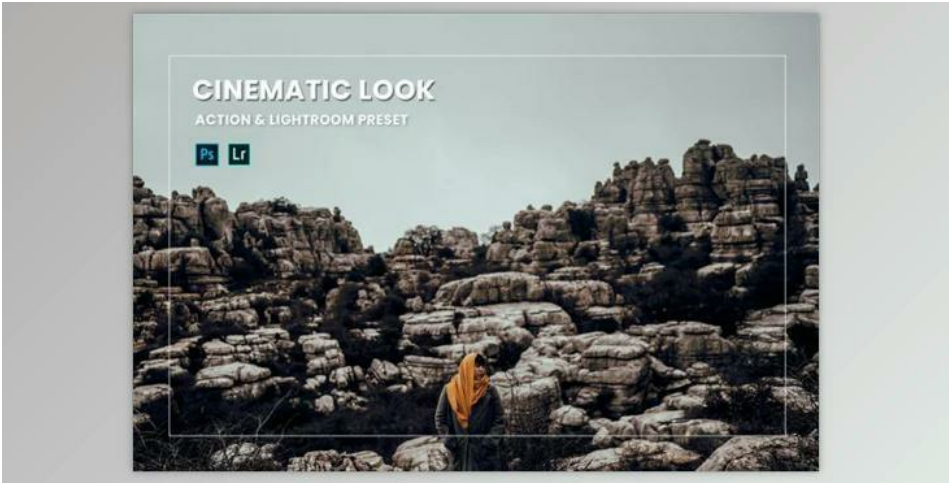 CINEMATIC LOOK
ACTION & LIGHTROOM PRESET
Ps Lr